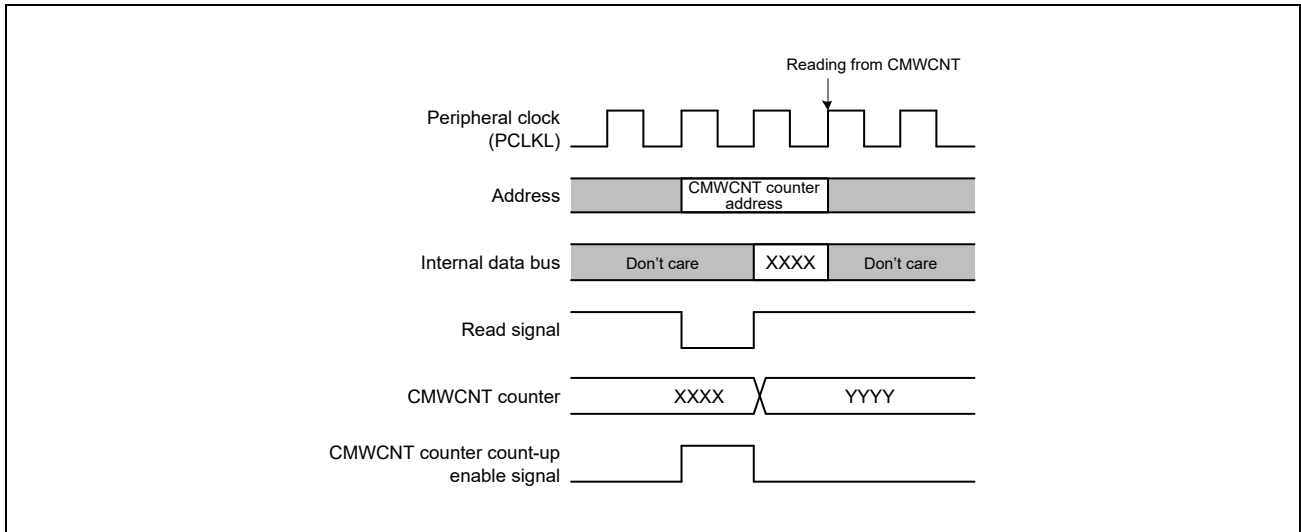 Reading from CMWCNT
Peripheral clock
(PCLKL)
Address
CMWCNT counter
address
Internal data bus
Don't care
XXXX
Don't care
Read signal
CMWCNT counter
XXXX
YYYY
CMWCNT counter count-up
enable signal